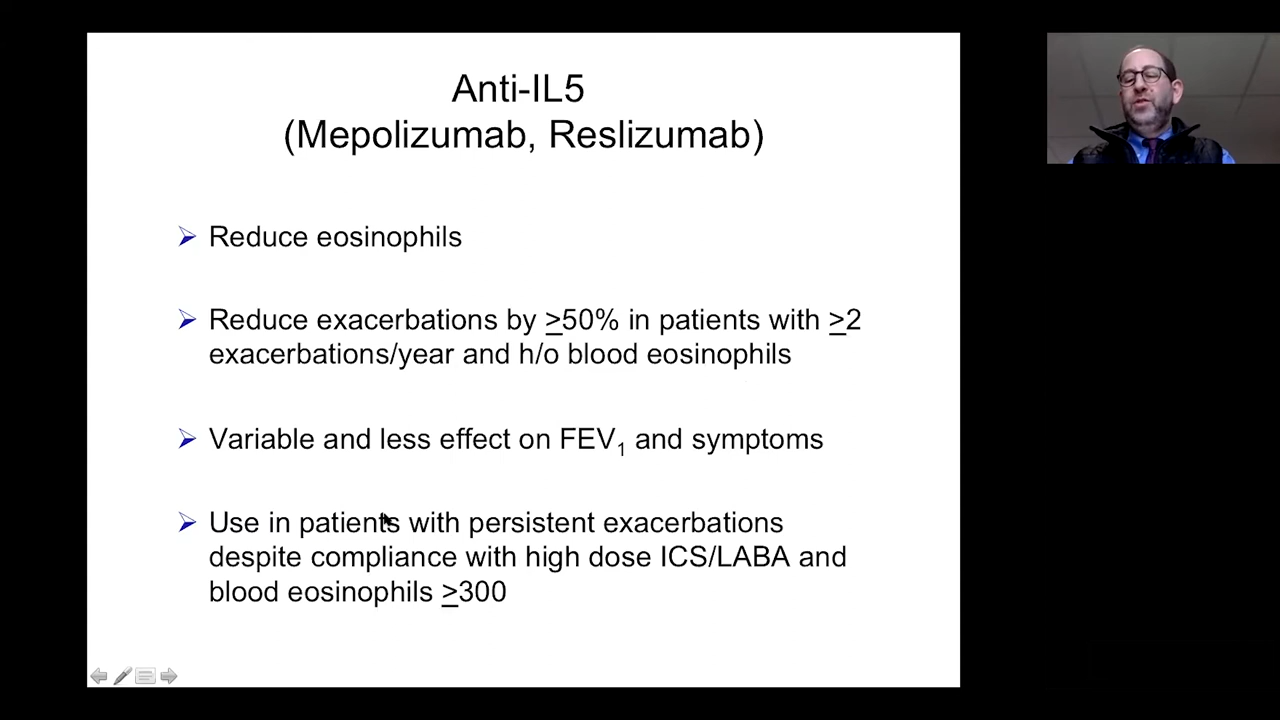 Anti-IL5
(Mepolizumab, Reslizumab)
Reduce eosinophils
Reduce exacerbations by >50% in patients with >2
exacerbations/year and h/o blood eosinophils
Variable and less effect on FEV1 and symptoms
Use in patients with persistent exacerbations
despite compliance with high dose ICS/LABA and
blood eosinophils >300